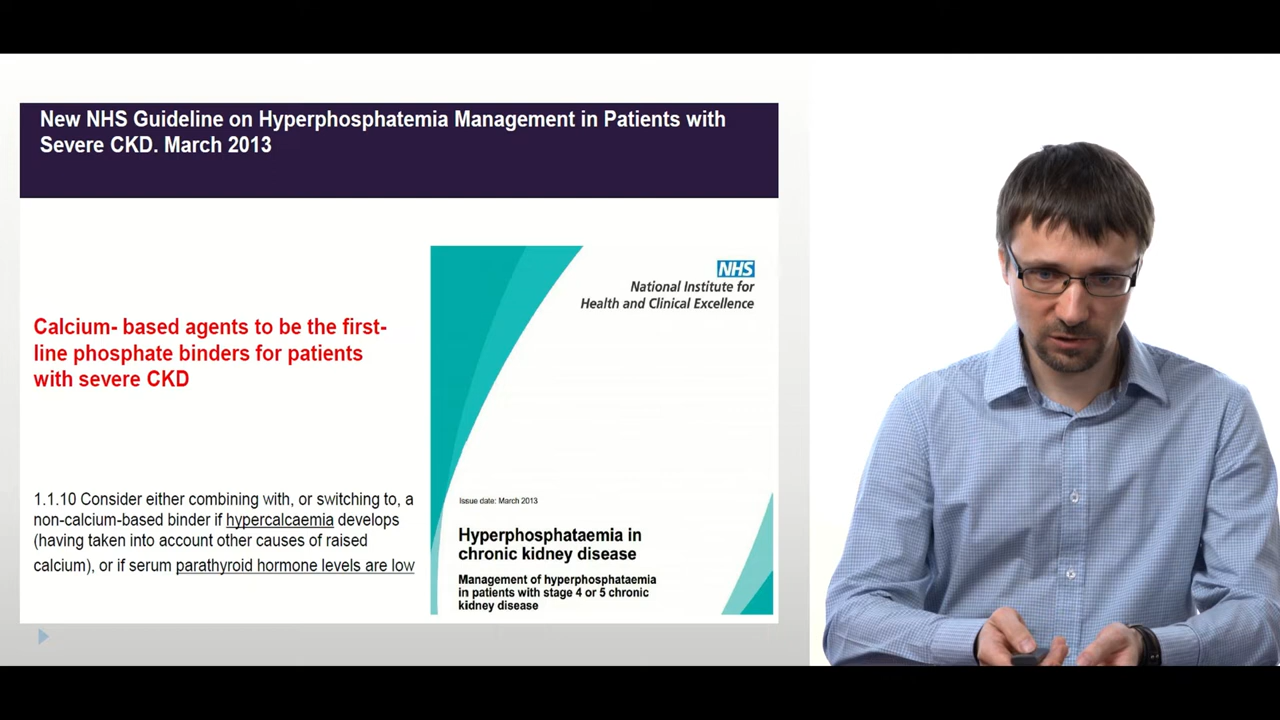 New NHS Guideline on Hyperphosphatemia Management in Patients with
Severe CKD. March 2013
Calcium- based agents to be the first-
line phosphate binders for patients
with severe CKD
1.1.10 Consider either combining with, or switching to, a
non-calcium-based binder if hypercalcaemia develops
(having taken into account other causes of raised
calcium), or if serum parathyroid hormone levels are low
NHS
National Institute for
Health and Clinical Excellence
Issue date: March 2013
Hyperphosphataemia in
chronic kidney disease
Management of hyperphosphataemia
in patients with stage 4 or 5 chronic
kidney disease